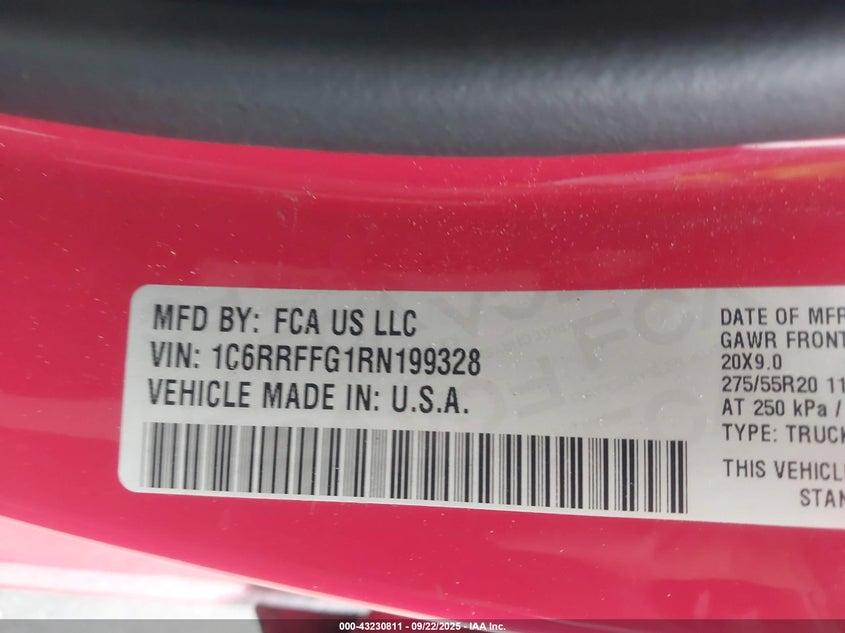 MFD BY: FCA US LLC
VIN: 1C6RRFFG1RN199328
VEHICLE MADE IN: U.S.A.
DATE OF MFR
GAWR FRONT
20X9.0
275/55R20 11
AT 250 kPa /
TYPE: TRUCK
THIS VEHICLE
STAN
000-43230811 - 09/22/2025 - IAA Inc.